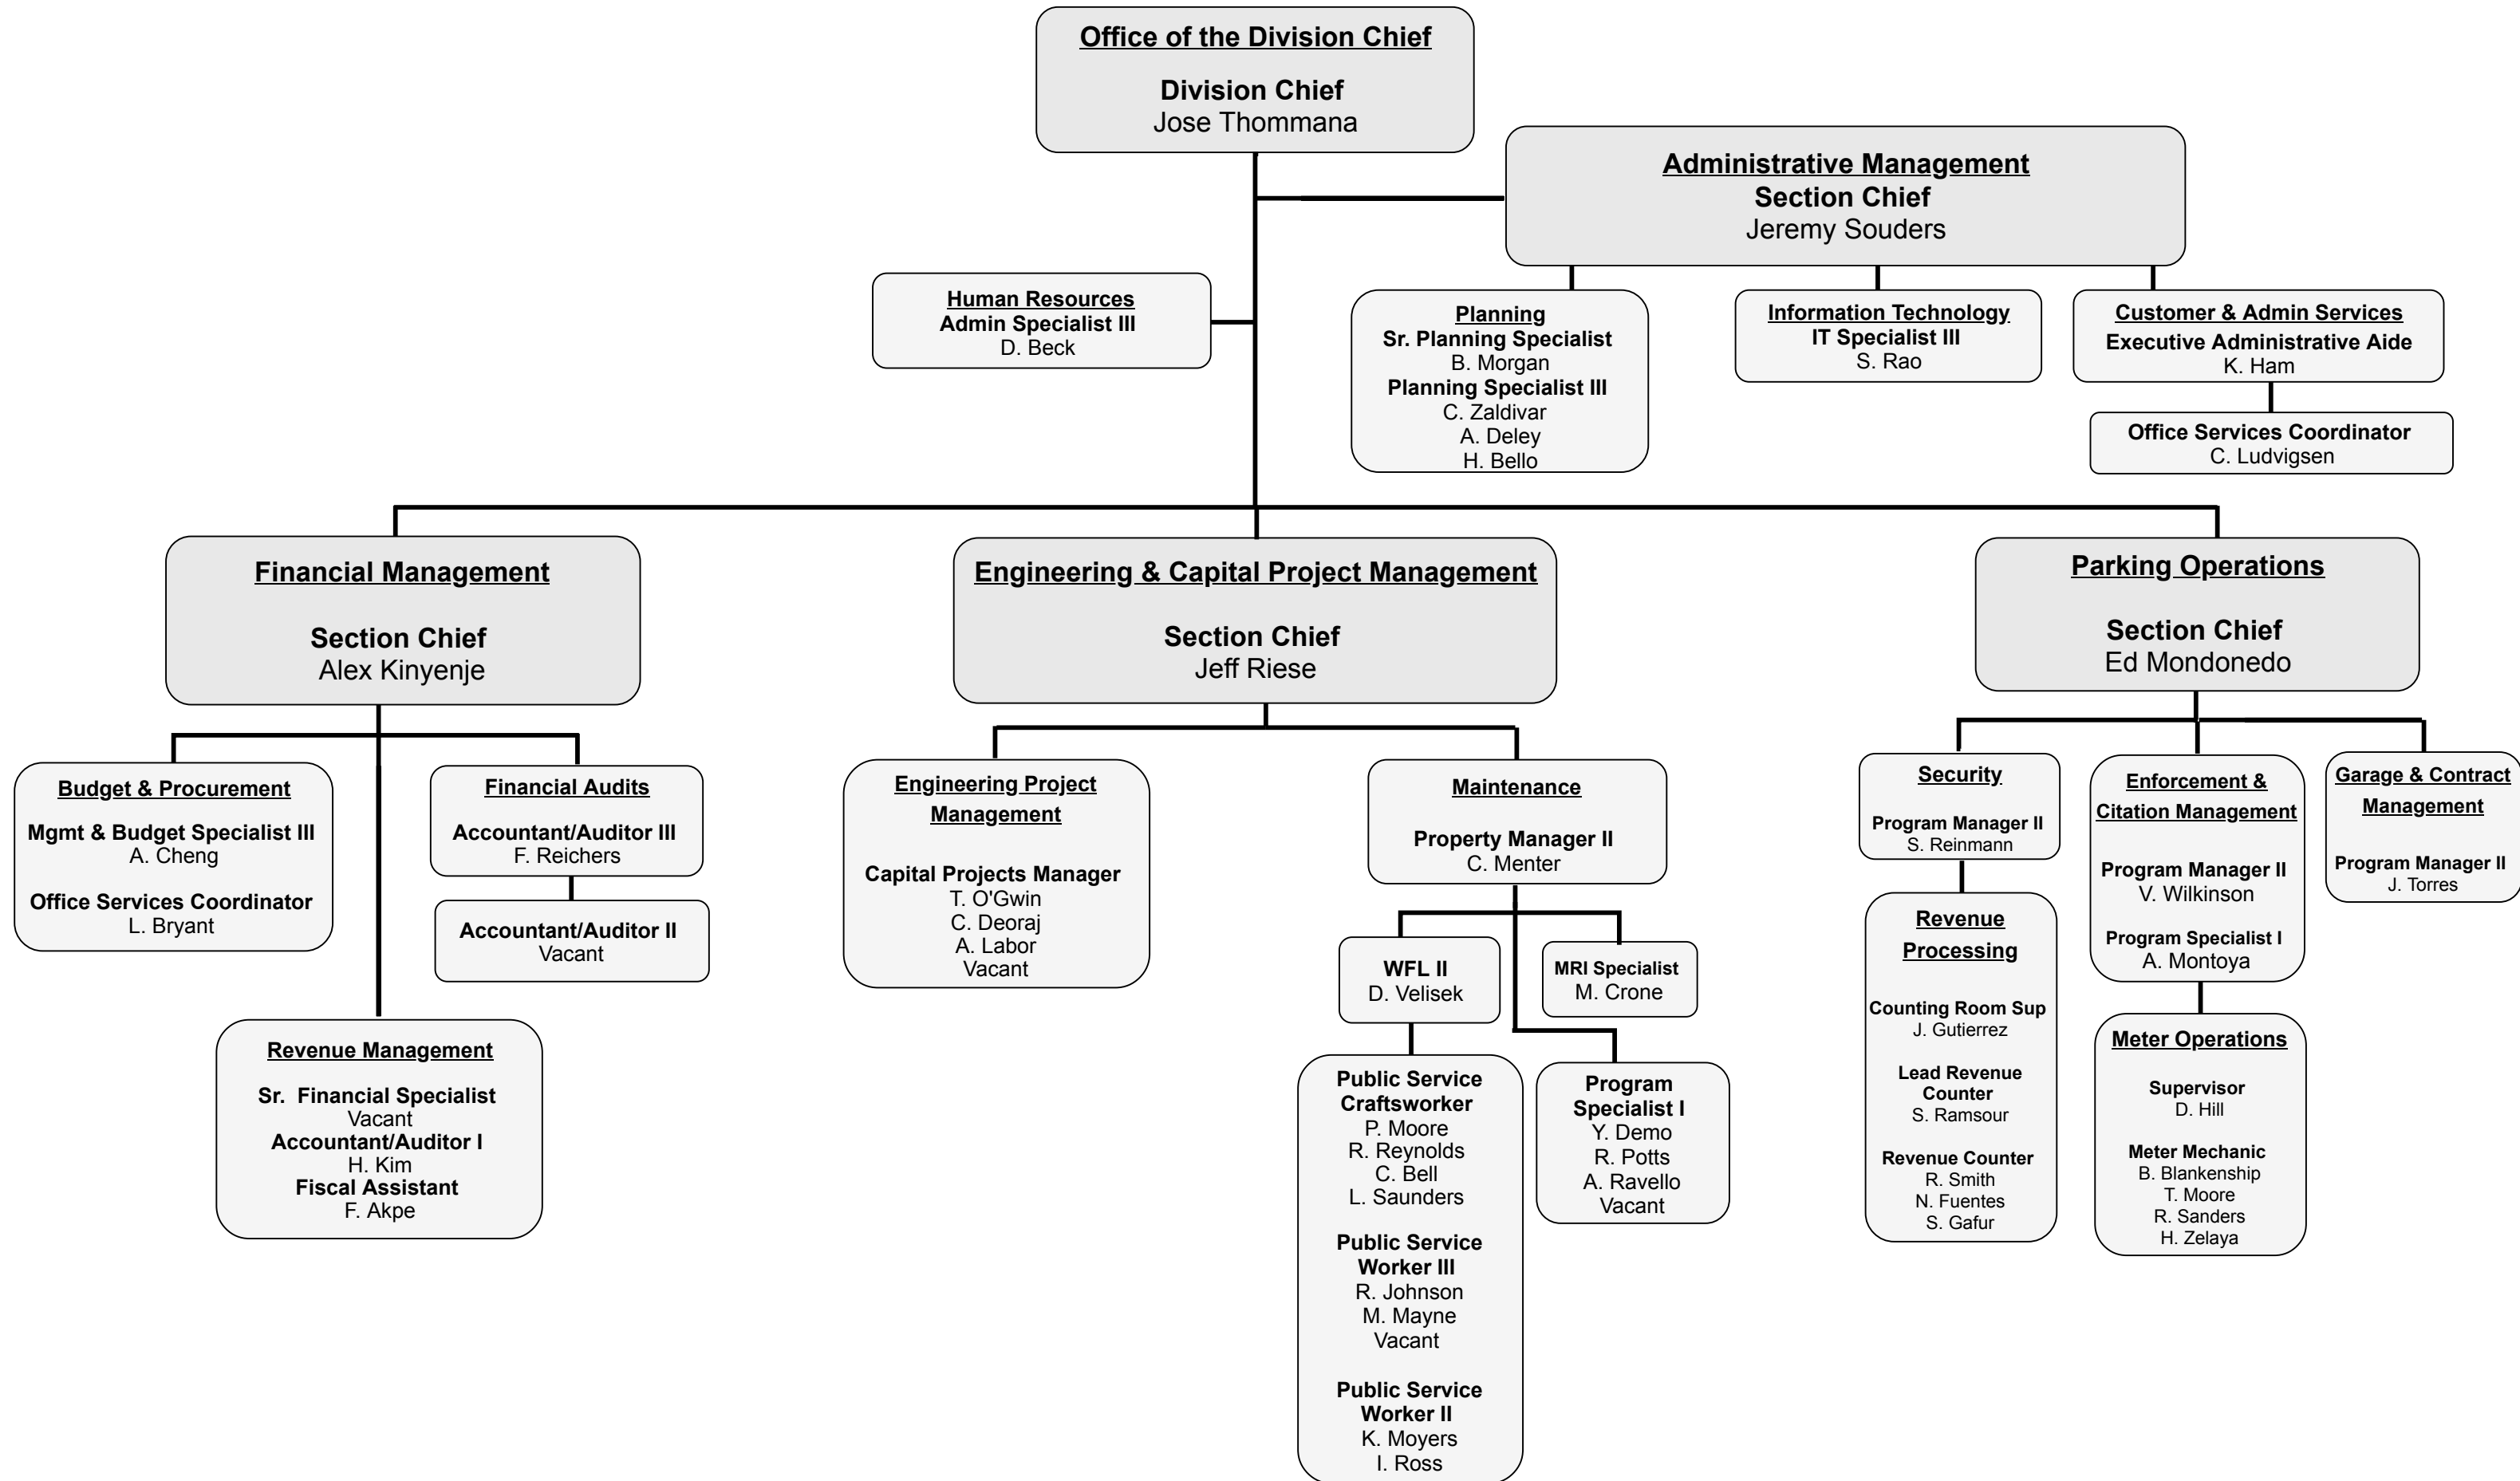 Office of the Division Chief
Division Chief
Jose Thommana
Administrative Management
Section Chief
Jeremy Souders
Human Resources
Admin Specialist III
D. Beck
Planning
Sr. Planning Specialist
B. Morgan
Planning Specialist III
C. Zaldivar
A. Deley
H. Bello
Information Technology
IT Specialist III
S. Rao
Customer & Admin Services
Executive Administrative Aide
K. Ham
Office Services Coordinator
C. Ludvigsen
Financial Management
Section Chief
Alex Kinyenje
Engineering & Capital Project Management
Section Chief
Jeff Riese
Parking Operations
Section Chief
Ed Mondonedo
Budget & Procurement
Mgmt & Budget Specialist III
A. Cheng
Office Services Coordinator
L. Bryant
Financial Audits
Accountant/Auditor III
F. Reichers
Accountant/Auditor II
Vacant
Revenue Management
Sr.  Financial Specialist
Vacant
Accountant/Auditor I
H. Kim
Fiscal Assistant
F. Akpe
Engineering Project
Management
Capital Projects Manager
T. O'Gwin
C. Deoraj
A. Labor
Vacant
Maintenance
Property Manager II
C. Menter
WFL II
D. Velisek
MRI Specialist
M. Crone
Public Service
Craftsworker
P. Moore
R. Reynolds
C. Bell
L. Saunders
Public Service
Worker III
R. Johnson
M. Mayne
Vacant
Public Service
Worker II
K. Moyers
I. Ross
Program
Specialist I
Y. Demo
R. Potts
A. Ravello
Vacant
Security
Program Manager II
S. Reinmann
Revenue
Processing
Counting Room Sup
J. Gutierrez
Lead Revenue
Counter
S. Ramsour
Revenue Counter
R. Smith
N. Fuentes
S. Gafur
Enforcement &
Citation Management
Program Manager II
V. Wilkinson
Program Specialist I
A. Montoya
Meter Operations
Supervisor
D. Hill
Meter Mechanic
B. Blankenship
T. Moore
R. Sanders
H. Zelaya
Garage & Contract
Management
Program Manager II
J. Torres